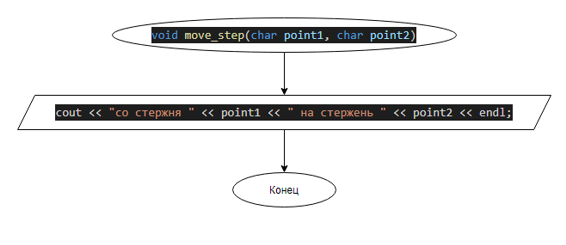 void move_step(char point1, char point2)
cout << "со стержня " << point1 << " на стержень " << point2 << endl;
Конец